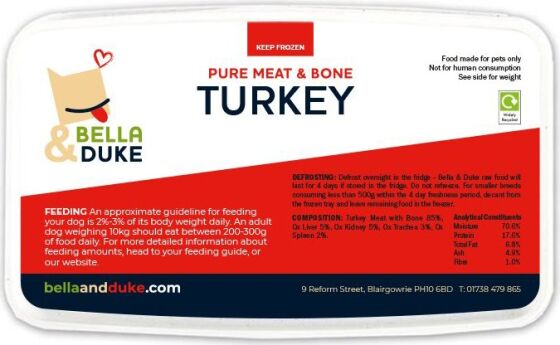 KEEP FROZEN
PURE MEAT & BONE
TURKEY
Food made for pets only
Not for human consumption
See side for weight
Widely
Recycled
BELLA
& DUKE
DEFROSTING: Defrost overnight in the fridge - Bella & Duke raw food will
last for 4 days if stored in the fridge. Do not refreeze. For smaller breeds
consuming less than 500g within the 4 day freshness period, decant from
the frozen tray and leave remaining food in the freezer.
FEEDING An approximate guideline for feeding
your dog is 2%-3% of its body weight daily. An adult
dog weighing 10kg should eat between 200-300g
of food daily. For more detailed information about
feeding amounts, head to your feeding guide, or
our website.
COMPOSITION: Turkey Meat with Bone 85%,
Ox Liver 5%, Ox Kidney 5%, Ox Trachea 3%, Ox
Spleen 2%.
Analytical Constituents
Moisture 70.6%
Protein 17.6%
Total Fat 6.8%
Ash 4.9%
Fibre 1.0%
bellaandduke.com
9 Reform Street, Blairgowrie PH10 6BD T: 01738 479 865